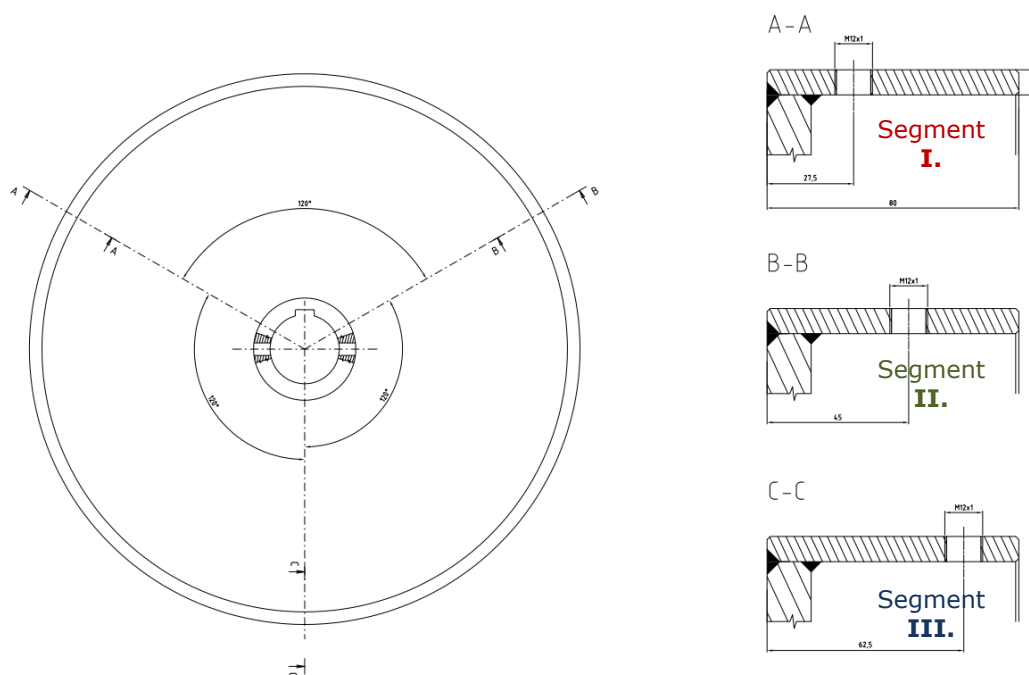 A-A
M12x1
Segment
I.
27,5
80
A
B
120°
A
B
B-B
M12x1
Segment
II.
45
120°
120°
C-C
M12x1
Segment
III.
62,5
C